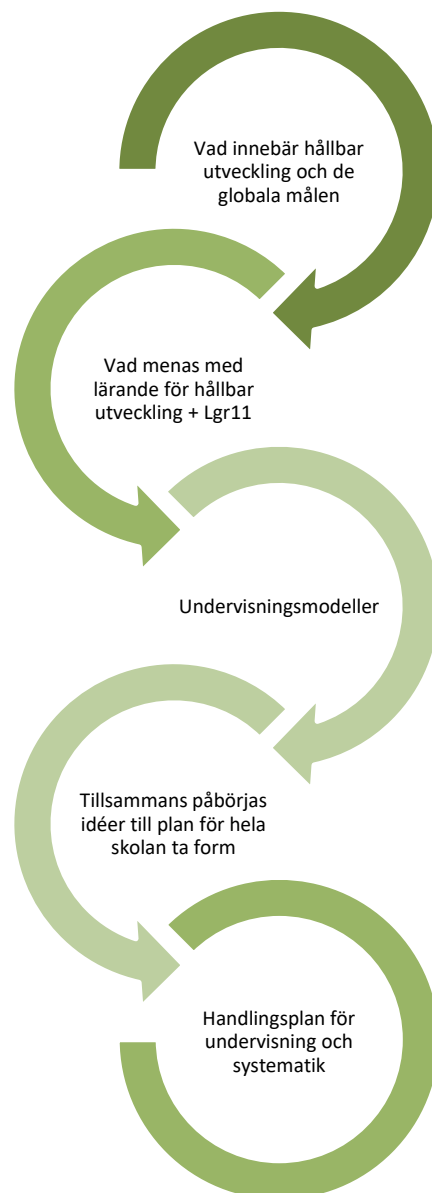 Vad innebär hållbar
utveckling och de
globala målen
Vad menas med
lärande för hållbar
utveckling + Lgr11
Undervisningsmodeller
Tillsammans påbörjas
idéer till plan för hela
skolan ta form
Handlingsplan för
undervisning och
systematik